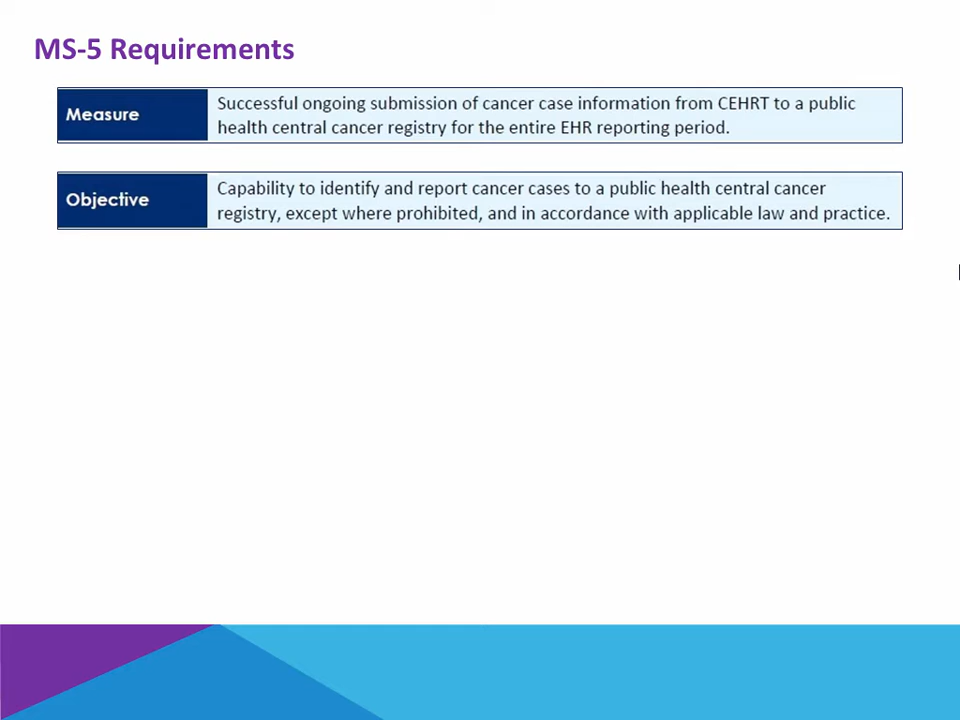 MS-5 Requirements
Measure
Successful ongoing submission of cancer case information from CEHRT to a public
health central cancer registry for the entire EHR reporting period.
Objective
Capability to identify and report cancer cases to a public health central cancer
registry, except where prohibited, and in accordance with applicable law and practice.